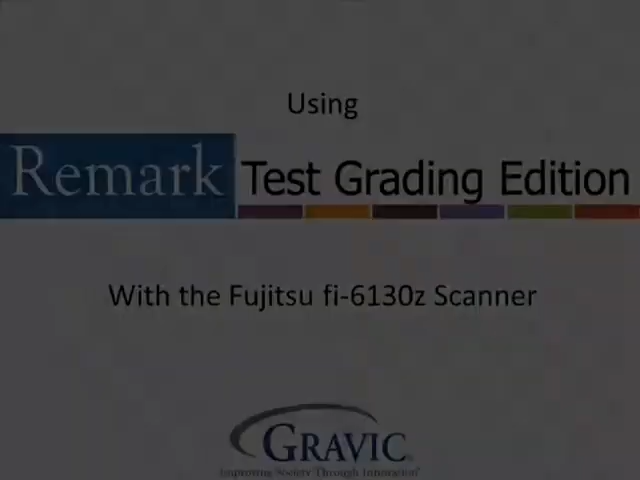 Using
Remark Test Grading Edition
With the Fujitsu fi-6130z Scanner
GRAVIC
Improving Society Through Innovation